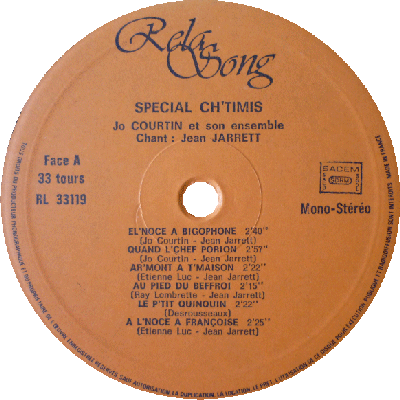 Rela
Song
SPECIAL CH'TIMIS
Jo COURTIN et son ensemble
Chant : Jean JARRETT
Face A
33 tours
RL 33119
SACEM
Mono-Stéréo
EL'NOCE A BIGOPHONE 2'40"
(Jo Courtin - Jean Jarrett)
QUAND L'CHEF PORION 2'57"
(Jo Courtin - Jean Jarrett)
AR'MONT A T'MAISON 2'22"
(Etienne Luc - Jean Jarrett)
AU PIED DU BEFFROI 2'15"
(Ray Lombrette - Jean Jarrett)
LE P'TIT QUINQUIN 2'22"
(Desrousseaux)
A L'NOCE A FRANÇOISE 2'25"
(Etienne Luc - Jean Jarrett)